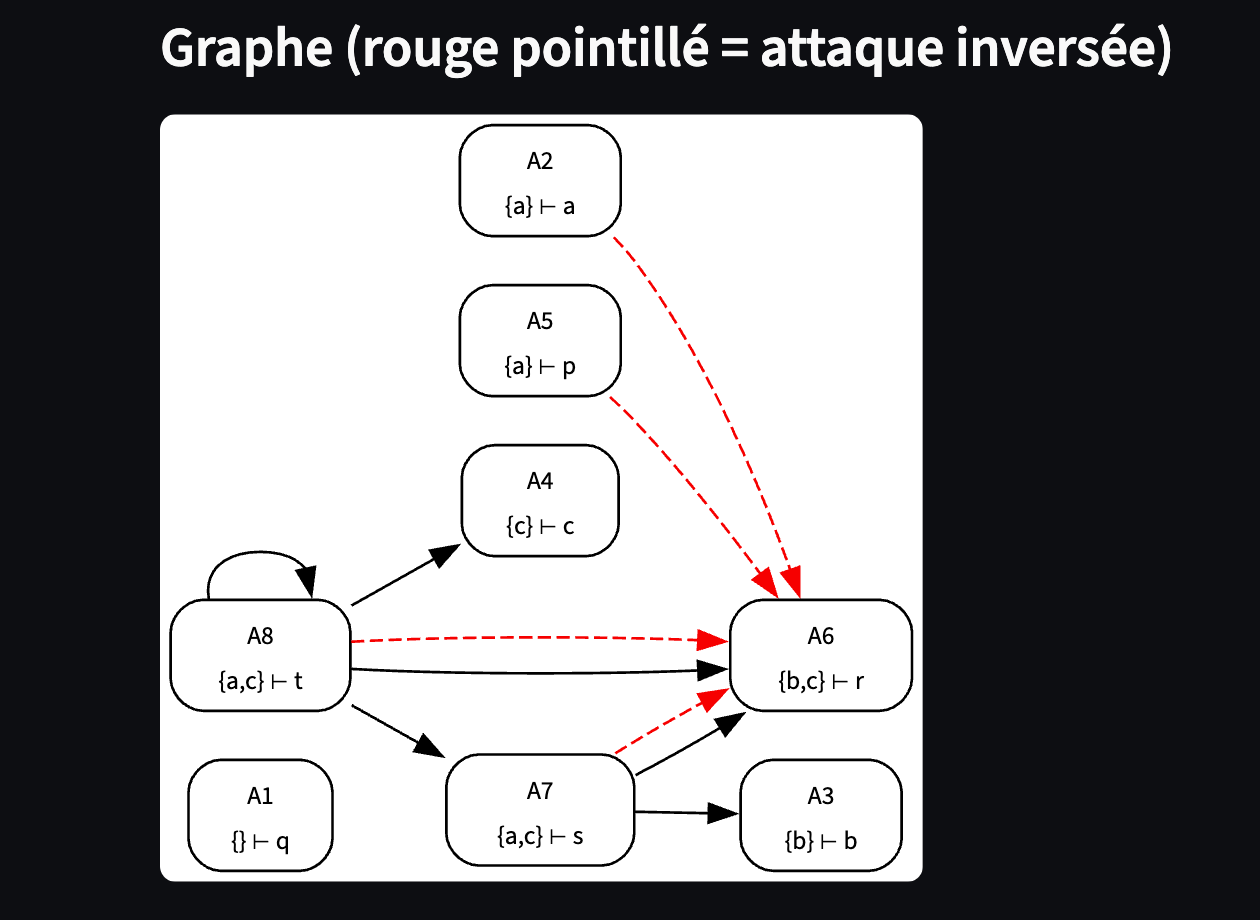 Graphe (rouge pointillé = attaque inversée)
A2
{a} ⊢ a
A5
{a} ⊢ p
A4
{c} ⊢ c
A8
{a,c} ⊢ t
A6
{b,c} ⊢ r
A1
{} ⊢ q
A7
{a,c} ⊢ s
A3
{b} ⊢ b